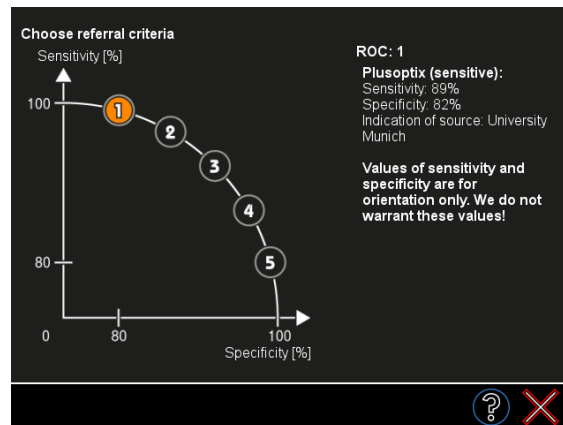 Choose referral criteria
Sensitivity [%]
100
80
0
80
100
Specificity [%]
1
2
3
4
5
ROC: 1
Plusoptix (sensitive):
Sensitivity: 89%
Specificity: 82%
Indication of source: University
Munich
Values of sensitivity and
specificity are for
orientation only. We do not
warrant these values!
?